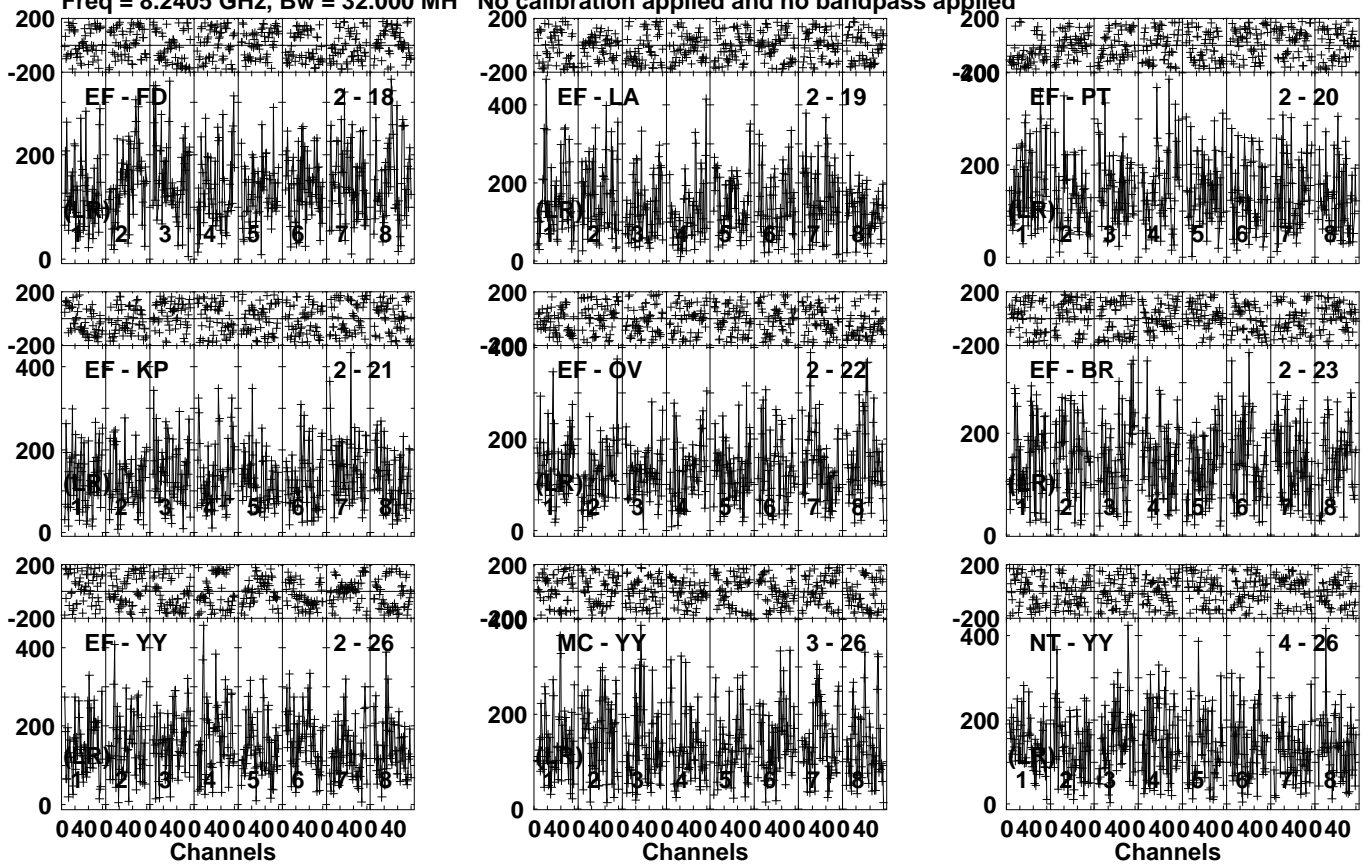 Freq = 8.2405 GHz, Bw = 32.000 MH No calibration applied and no bandpass applied
200 200 200
-200 -200 -200
400 400
EF - FD 2 - 18 EF - LA 2 - 19 EF - PT 2 - 20
200 200 200
(LR) (LR) (LR)
1 2 3 4 5 6 7 8 1 2 3 4 5 6 7 8 1 2 3 4 5 6 7 8
0 0 0
200 200 200
-200 -200 -200
400 400
EF - KP 2 - 21 EF - OV 2 - 22 EF - BR 2 - 23
200 200 200
(LR) (LR) (LR)
1 2 3 4 5 6 7 8 1 2 3 4 5 6 7 8 1 2 3 4 5 6 7 8
0 0 0
200 200 200
-200 -200 -200
400 400 400
EF - YY 2 - 26 MC - YY 3 - 26 NT - YY 4 - 26
200 200 200
(LR) (LR) (LR)
1 2 3 4 5 6 7 8 1 2 3 4 5 6 7 8 1 2 3 4 5 6 7 8
0 0 0
0 40 0 40 0 40 0 40 0 40 0 40 0 40 0 40 0 40 0 40 0 40 0 40 0 40 0 40 0 40 0 40 0 40 0 40 0 40 0 40 0 40 0 40 0 40 0 40
Channels Channels Channels